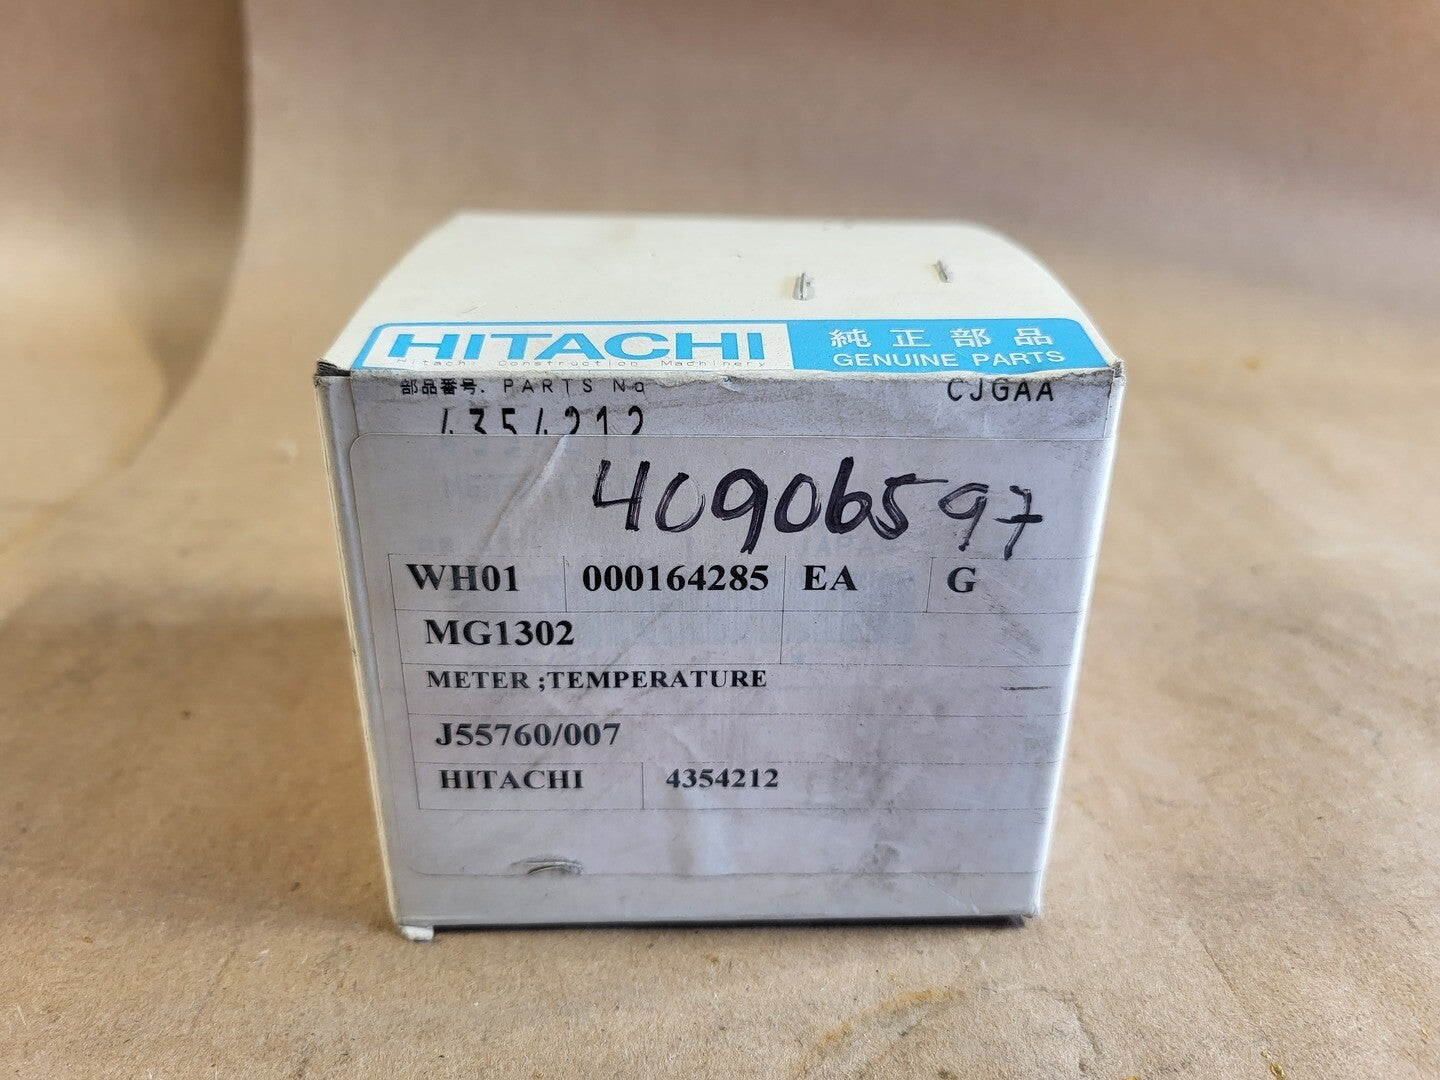 HITACHI 純正部品
Hitachi Construction Machinery GENUINE PARTS
部品番号. PARTS No CJGAA
4354212
40906597
WH01 000164285 EA G
MG1302
METER ;TEMPERATURE
J55760/007
HITACHI 4354212